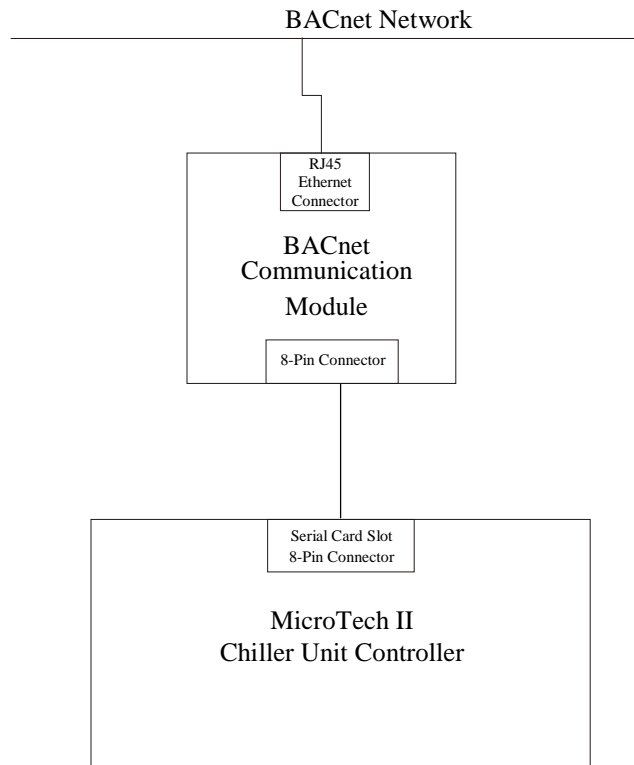 BACnet Network
RJ45
Ethernet
Connector
BACnet
Communication
Module
8-Pin Connector
Serial Card Slot
8-Pin Connector
MicroTech II
Chiller Unit Controller